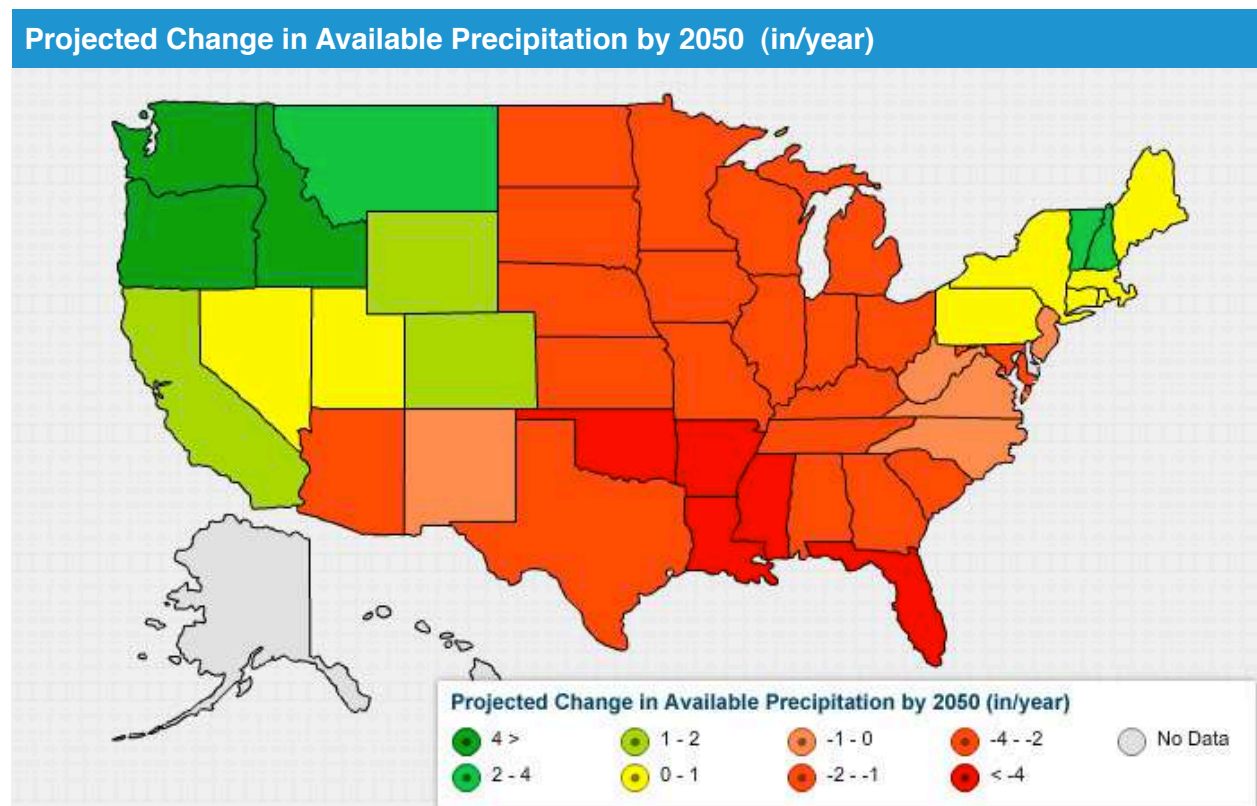 Projected Change in Available Precipitation by 2050 (in/year)
Projected Change in Available Precipitation by 2050 (in/year)
4 > 1 - 2 -1 - 0 -4 - -2 No Data
2 - 4 0 - 1 -2 - -1 < -4